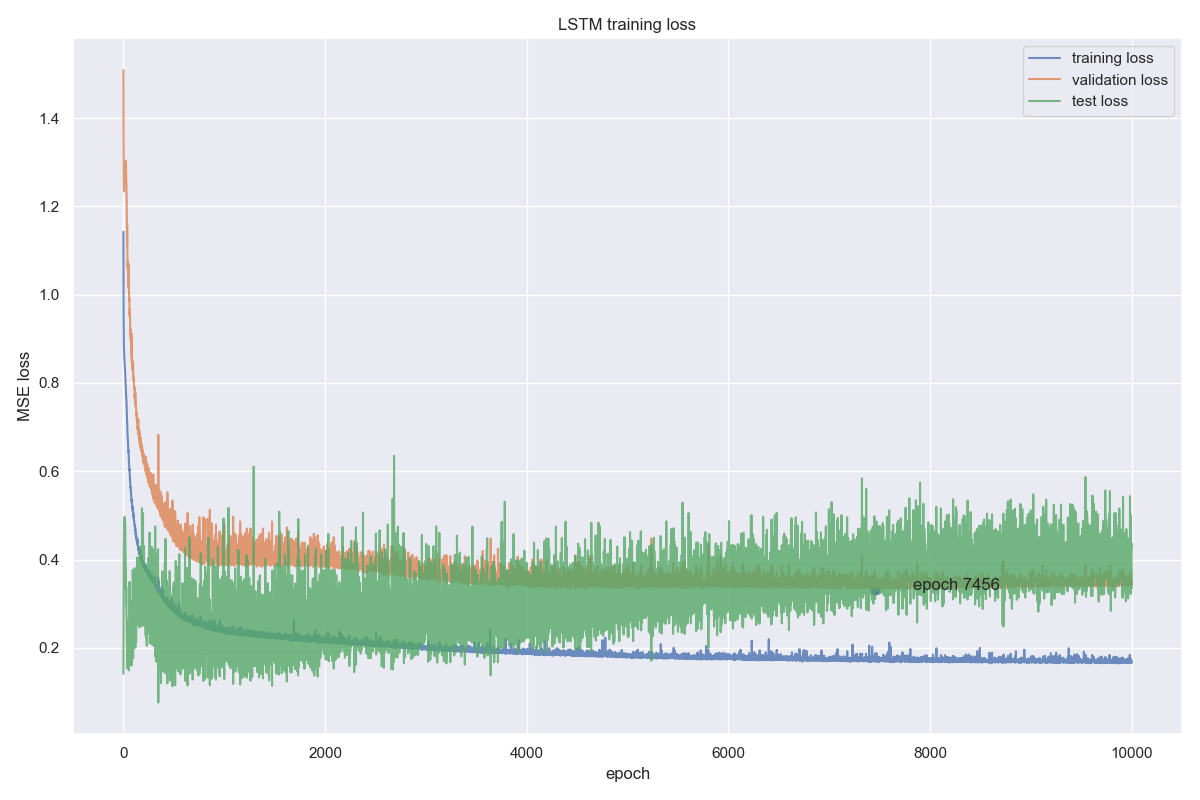 LSTM training loss
training loss
validation loss
test loss
1.4
1.2
1.0
0.8
0.6
0.4
0.2
MSE loss
epoch 7456
0
2000
4000
6000
8000
10000
epoch